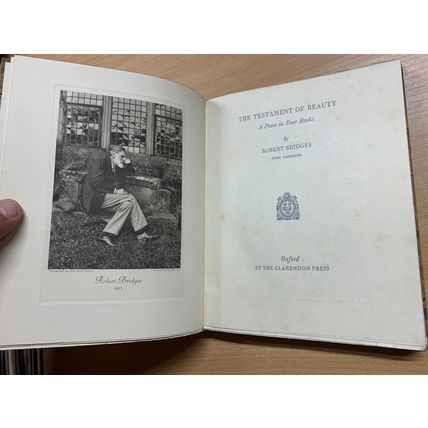 Robert Bridges
THE TESTAMENT OF BEAUTY
A Poem in Four Books
by
ROBERT BRIDGES
POET LAUREATE
Oxford
AT THE CLARENDON PRESS